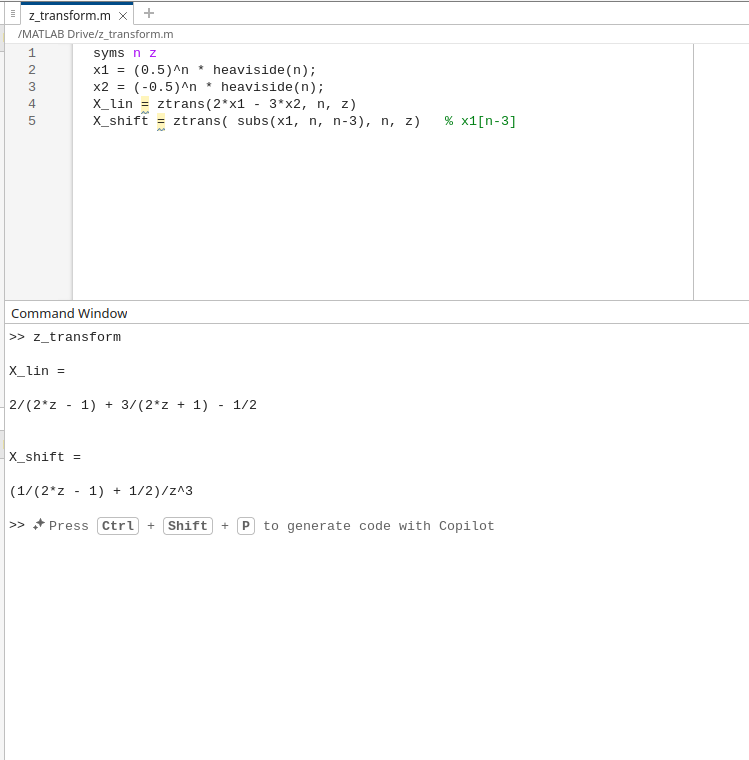 z_transform.m × +
/MATLAB Drive/z_transform.m
1 syms n z
2 x1 = (0.5)^n * heaviside(n);
3 x2 = (-0.5)^n * heaviside(n);
4 X_lin = ztrans(2*x1 - 3*x2, n, z)
5 X_shift = ztrans( subs(x1, n, n-3), n, z)   % x1[n-3]
Command Window
>> z_transform
X_lin =
2/(2*z - 1) + 3/(2*z + 1) - 1/2
X_shift =
(1/(2*z - 1) + 1/2)/z^3
>> Press Ctrl + Shift + P to generate code with Copilot